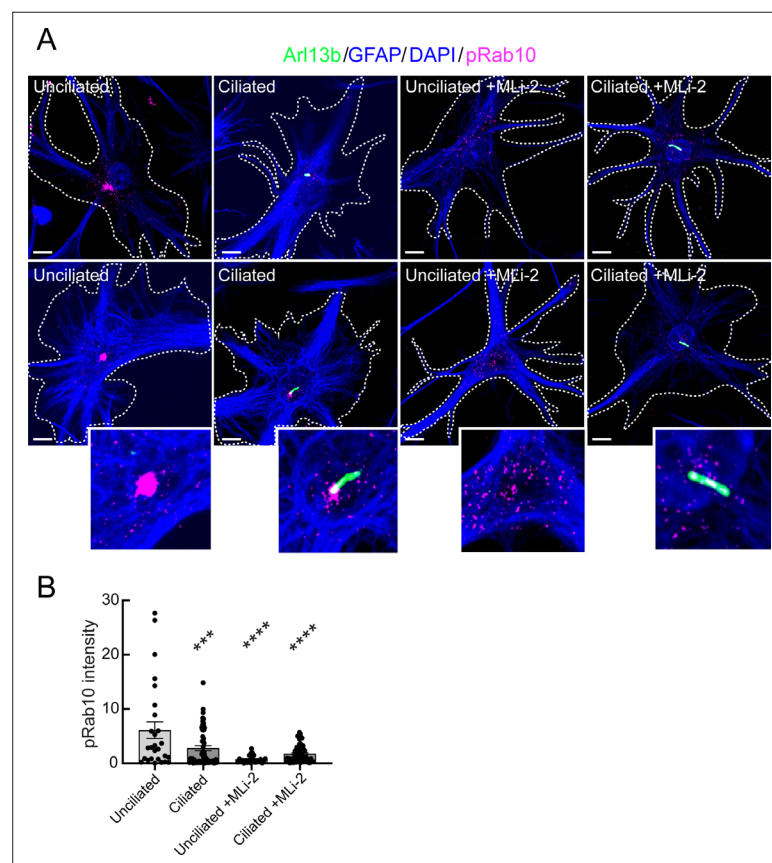 A
Arl13b/GFAP/DAPI/pRab10
Unciliated
Ciliated
Unciliated +MLi-2
Ciliated +MLi-2
Unciliated
Ciliated
Unciliated +MLi-2
Ciliated +MLi-2
B
pRab10 intensity
30
20
10
0
***
****
****
Unciliated
Ciliated
Unciliated +MLi-2
Ciliated +MLi-2